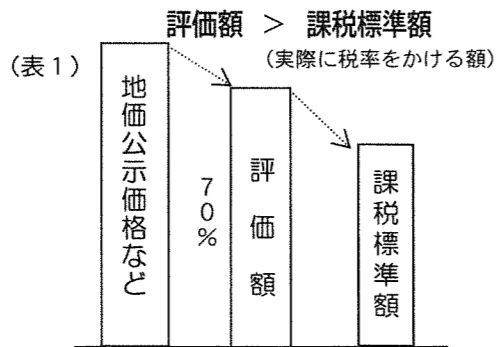 評価額 ＞ 課税標準額
（表１）
（実際に税率をかける額）
地価公示価格など
７０％
評価額
課税標準額